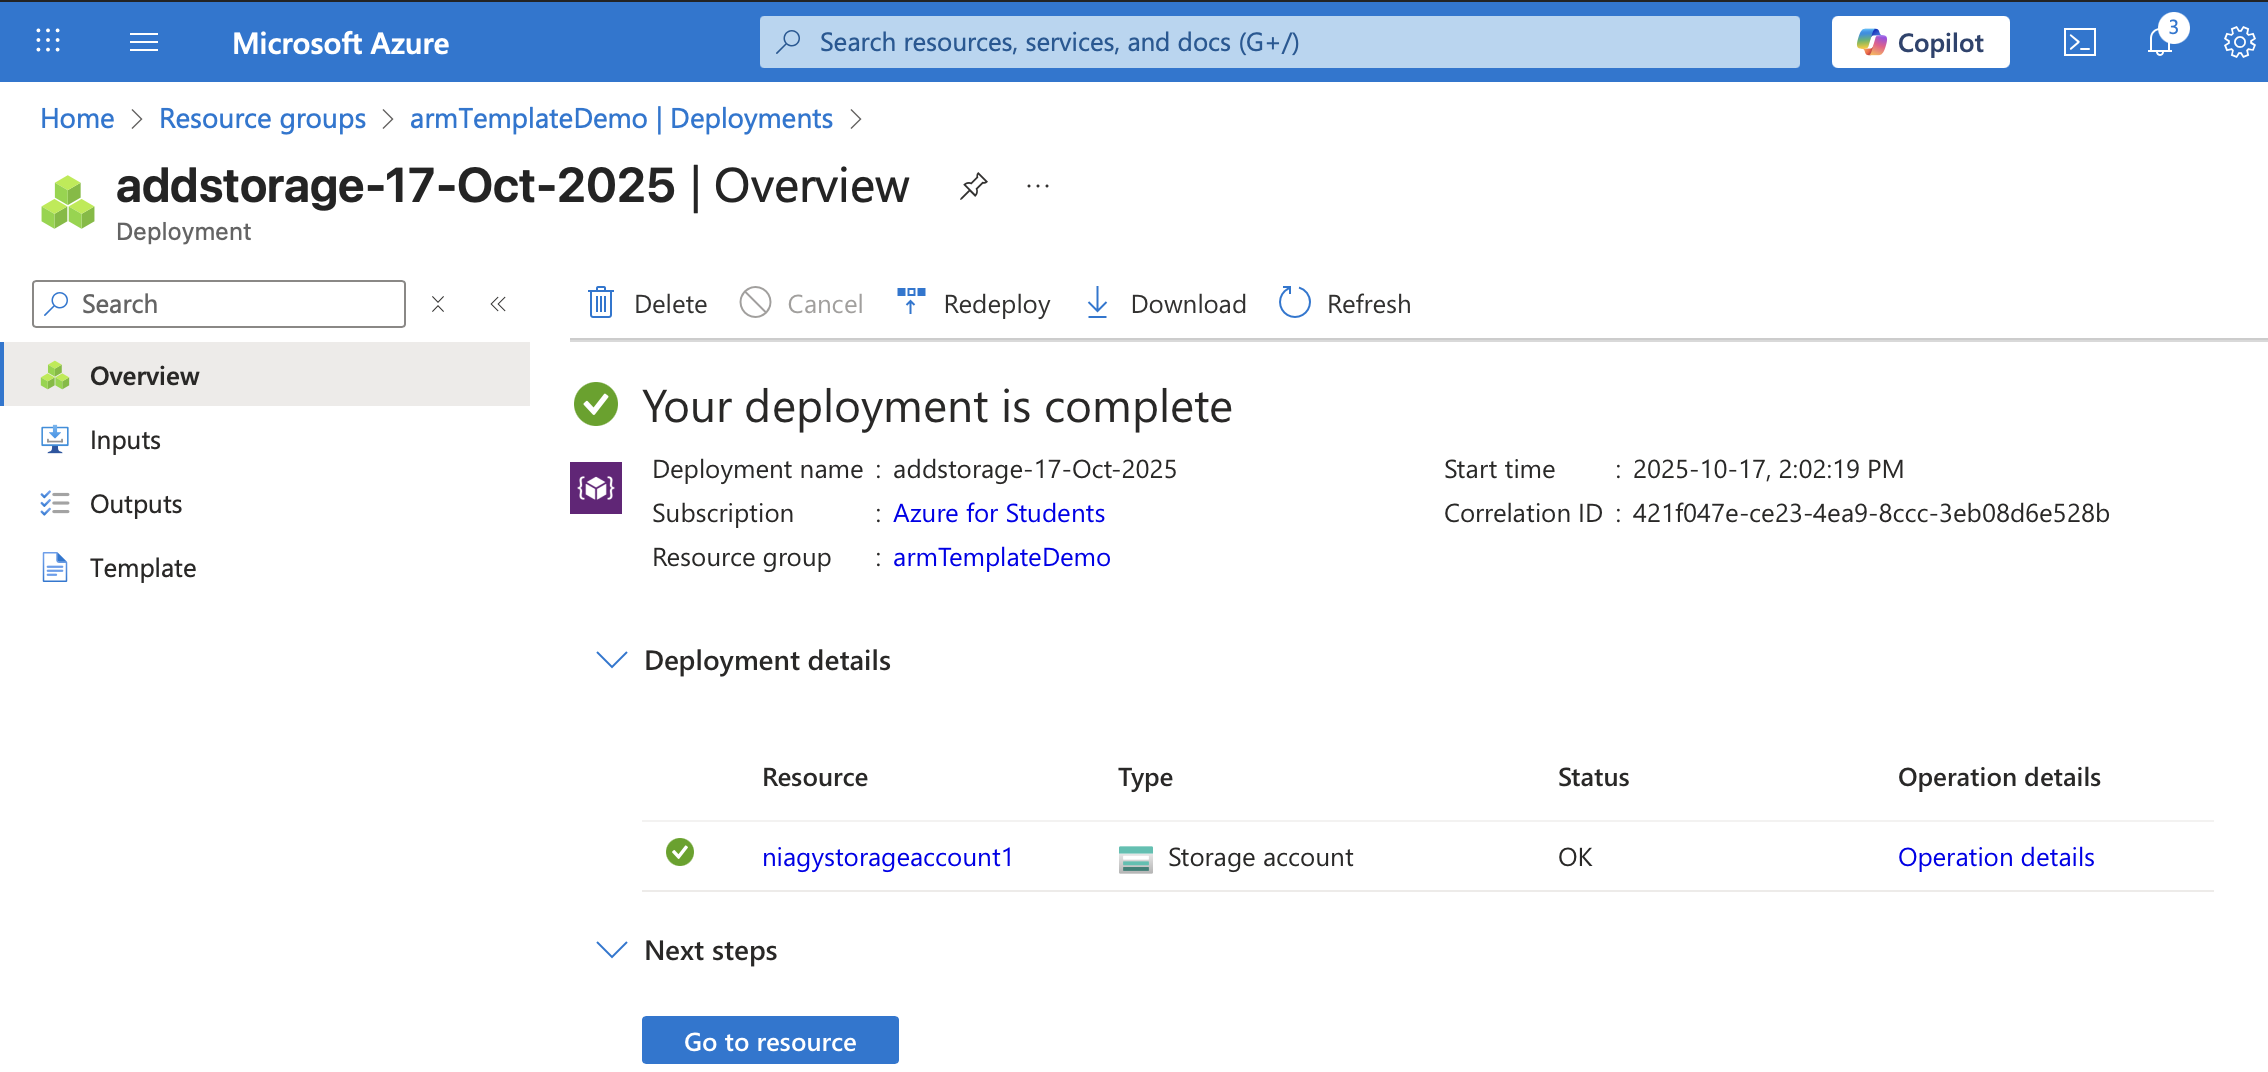 Microsoft Azure
Search resources, services, and docs (G+/)
Copilot
3
Home > Resource groups > armTemplateDemo | Deployments >
addstorage-17-Oct-2025 | Overview
Deployment
Search
Overview
Inputs
Outputs
Template
Delete Cancel Redeploy Download Refresh
Your deployment is complete
Deployment name : addstorage-17-Oct-2025
Subscription : Azure for Students
Resource group : armTemplateDemo
Start time : 2025-10-17, 2:02:19 PM
Correlation ID : 421f047e-ce23-4ea9-8ccc-3eb08d6e528b
Deployment details
Resource Type Status Operation details
niagystorageaccount1 Storage account OK Operation details
Next steps
Go to resource